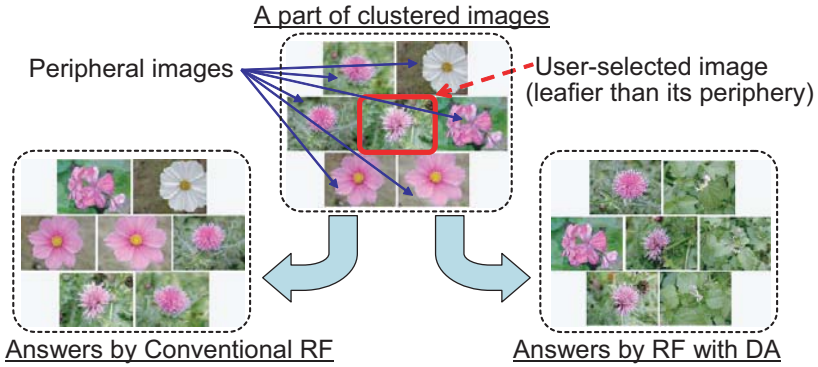 A part of clustered images
Peripheral images
User-selected image
(leafier than its periphery)
Answers by Conventional RF
Answers by RF with DA